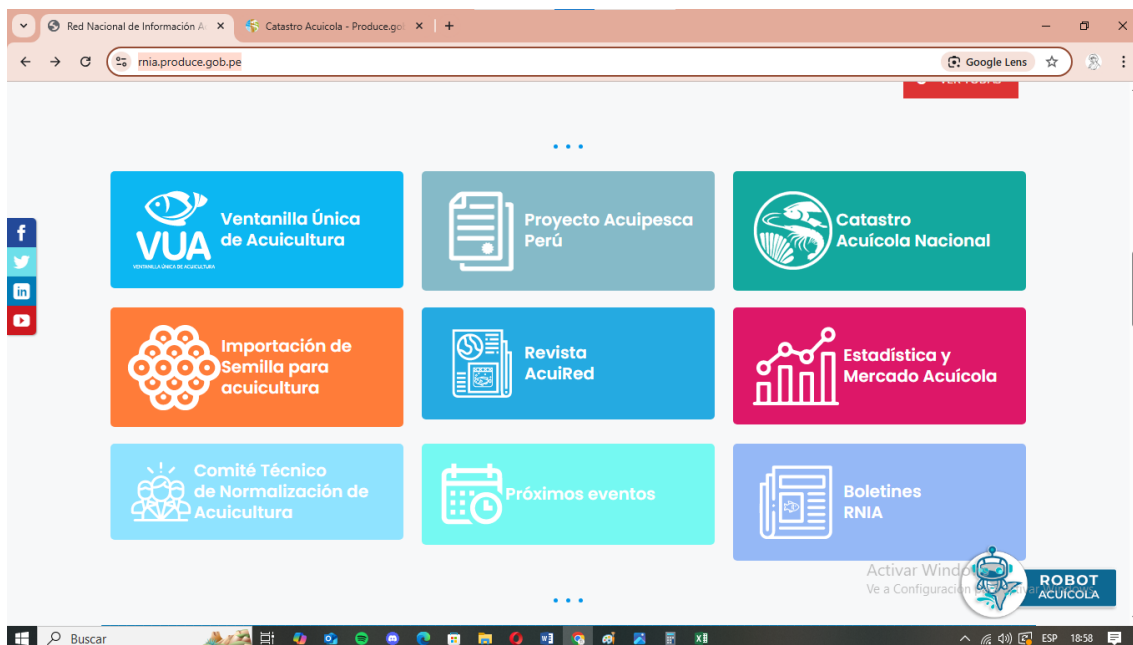 Red Nacional de Información A
Catastro Acuícola - Produce.go
rnia.produce.gob.pe
Google Lens
Ventanilla Única
de Acuicultura
VUA
VENTANILLA ÚNICA DE ACUICULTURA
Proyecto Acuipesca
Perú
Catastro
Acuícola Nacional
Importación de
Semilla para
acuicultura
Revista
AcuiRed
Estadística y
Mercado Acuícola
Comité Técnico
de Normalización de
Acuicultura
Próximos eventos
Boletines
RNIA
Activar Windo
Ve a Configuración
ROBOT
ACUÍCOLA
Buscar
ESP
18:58